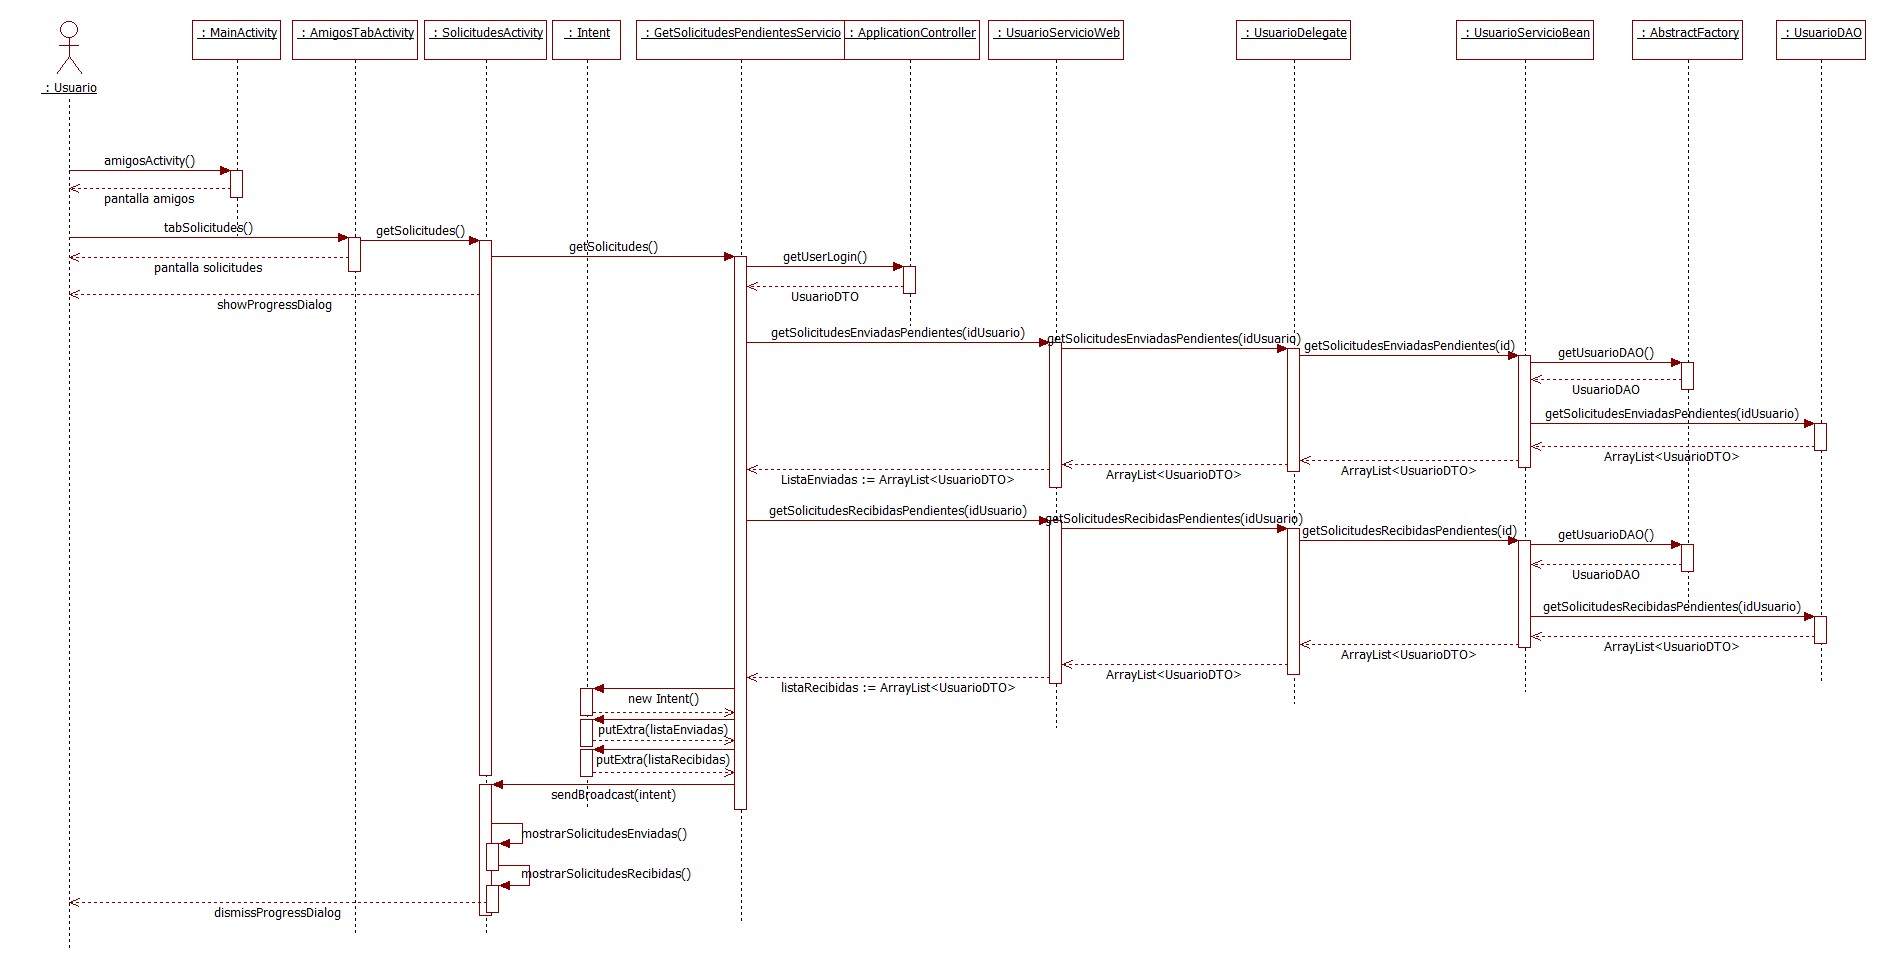 : Usuario
: MainActivity
: AmigosTabActivity
: SolicitudesActivity
: Intent
: GetSolicitudesPendientesServicio
: ApplicationController
: UsuarioServicioWeb
: UsuarioDelegate
: UsuarioServicioBean
: AbstractFactory
: UsuarioDAO
amigosActivity()
pantalla amigos
tabSolicitudes()
getSolicitudes()
getSolicitudes()
pantalla solicitudes
getUserLogin()
UsuarioDTO
showProgressDialog
getSolicitudesEnviadasPendientes(idUsuario)
getSolicitudesEnviadasPendientes(idUsuario)
getSolicitudesEnviadasPendientes(id)
getUsuarioDAO()
UsuarioDAO
getSolicitudesEnviadasPendientes(idUsuario)
ArrayList<UsuarioDTO>
ArrayList<UsuarioDTO>
ArrayList<UsuarioDTO>
ListaEnviadas := ArrayList<UsuarioDTO>
getSolicitudesRecibidasPendientes(idUsuario)
getSolicitudesRecibidasPendientes(idUsuario)
getSolicitudesRecibidasPendientes(id)
getUsuarioDAO()
UsuarioDAO
getSolicitudesRecibidasPendientes(idUsuario)
ArrayList<UsuarioDTO>
ArrayList<UsuarioDTO>
ArrayList<UsuarioDTO>
listaRecibidas := ArrayList<UsuarioDTO>
new Intent()
putExtra(listaEnviadas)
putExtra(listaRecibidas)
sendBroadcast(intent)
mostrarSolicitudesEnviadas()
mostrarSolicitudesRecibidas()
dismissProgressDialog